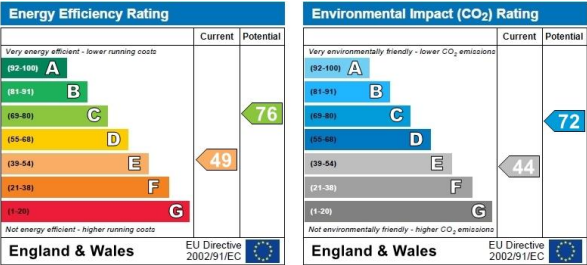 Energy Efficiency Rating
Current Potential
Very energy efficient - lower running costs
(92-100) A
(81-91) B
(69-80) C
76
(55-68) D
(39-54) E
49
(21-38) F
(1-20) G
Not energy efficient - higher running costs
England & Wales
EU Directive
2002/91/EC
Environmental Impact (CO₂) Rating
Current Potential
Very environmentally friendly - lower CO₂ emissions
(92-100) A
(81-91) B
(69-80) C
72
(55-68) D
(39-54) E
44
(21-38) F
(1-20) G
Not environmentally friendly - higher CO₂ emissions
England & Wales
EU Directive
2002/91/EC